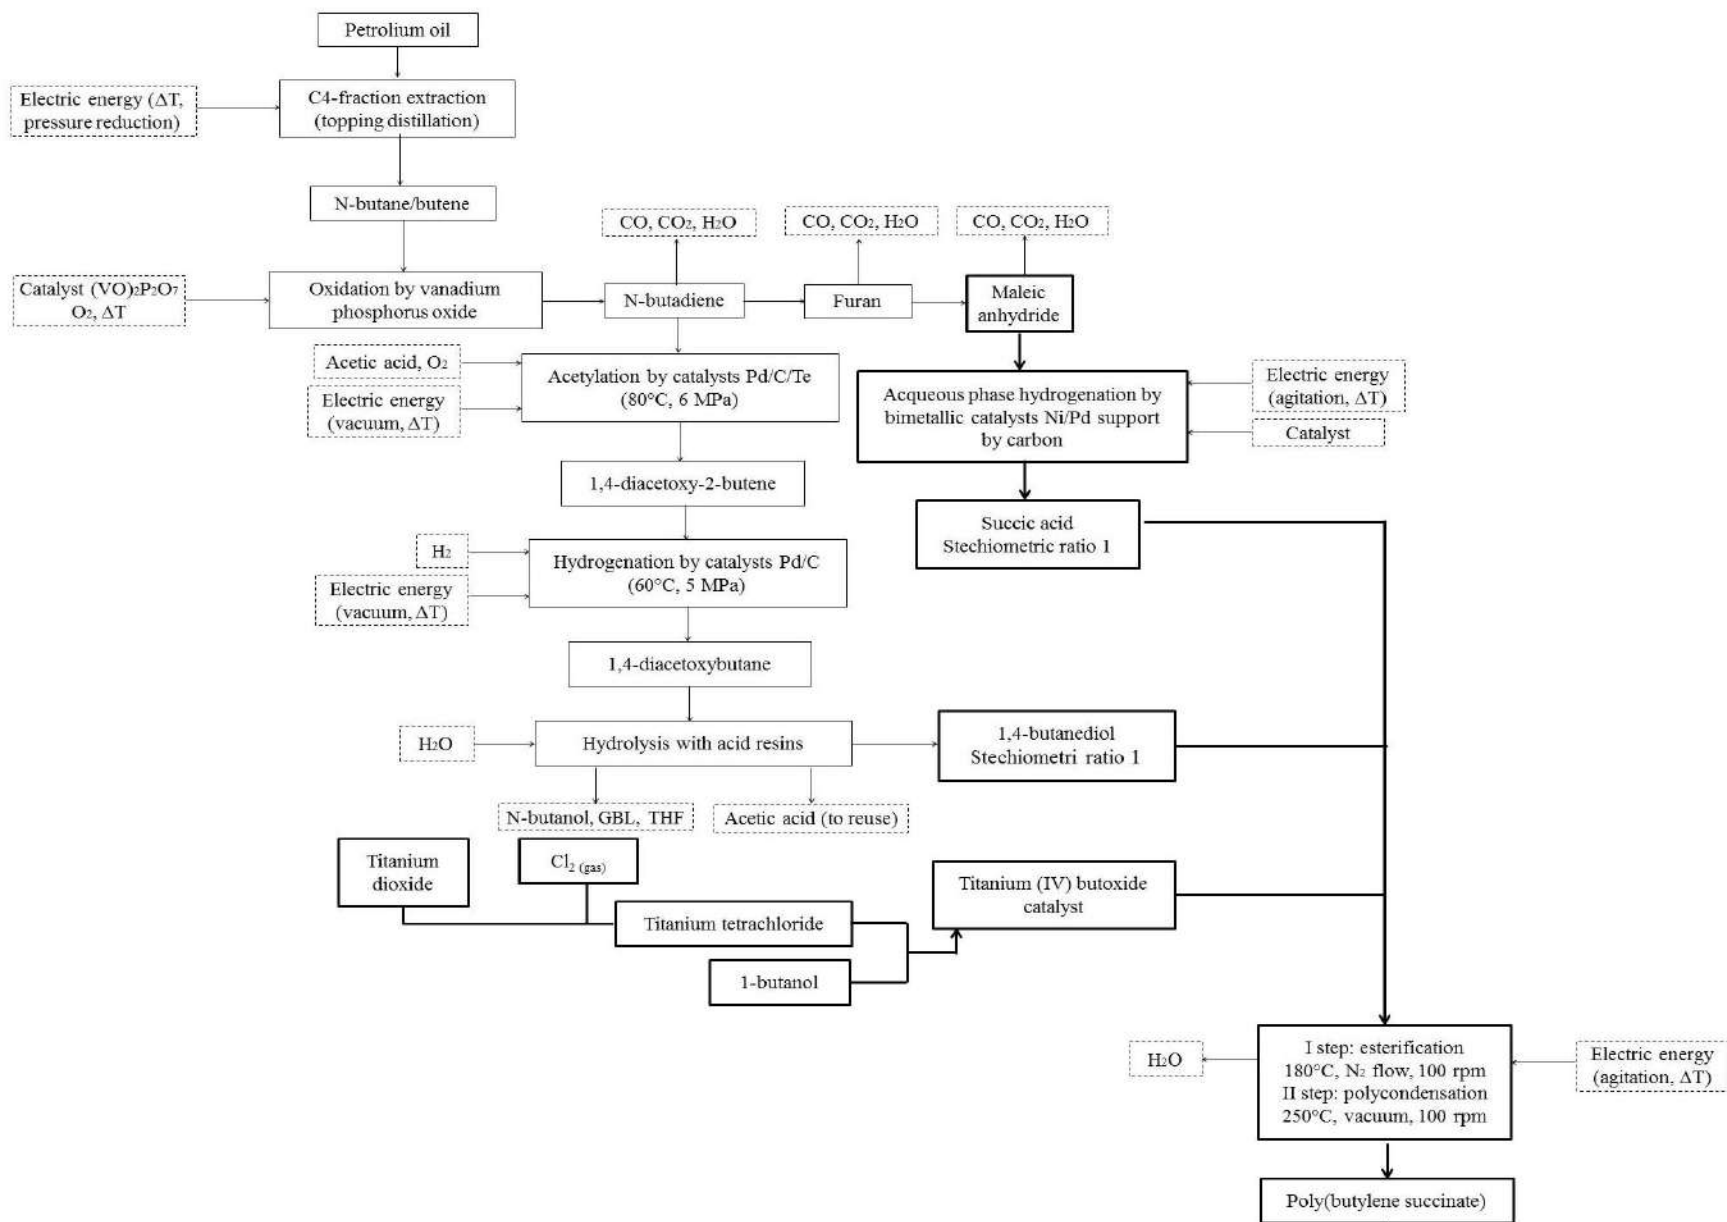 Petrolium oil
Electric energy (ΔT,
pressure reduction)
C4-fraction extraction
(topping distillation)
N-butane/butene
CO, CO₂, H₂O
CO, CO₂, H₂O
CO, CO₂, H₂O
Catalyst (VO)₂P₂O₇
O₂, ΔT
Oxidation by vanadium
phosphorus oxide
N-butadiene
Furan
Maleic
anhydride
Acetic acid, O₂
Electric energy
(vacuum, ΔT)
Acetylation by catalysts Pd/C/Te
(80°C, 6 MPa)
Acqueous phase hydrogenation by
bimetallic catalysts Ni/Pd support
by carbon
Electric energy
(agitation, ΔT)
Catalyst
1,4-diacetoxy-2-butene
Succic acid
Stechiometric ratio 1
H₂
Electric energy
(vacuum, ΔT)
Hydrogenation by catalysts Pd/C
(60°C, 5 MPa)
1,4-diacetoxybutane
H₂O
Hydrolysis with acid resins
1,4-butanediol
Stechiometri ratio 1
N-butanol, GBL, THF
Acetic acid (to reuse)
Titanium
dioxide
Cl₂ (gas)
Titanium tetrachloride
1-butanol
Titanium (IV) butoxide
catalyst
H₂O
I step: esterification
180°C, N₂ flow, 100 rpm
II step: polycondensation
250°C, vacuum, 100 rpm
Electric energy
(agitation, ΔT)
Poly(butylene succinate)